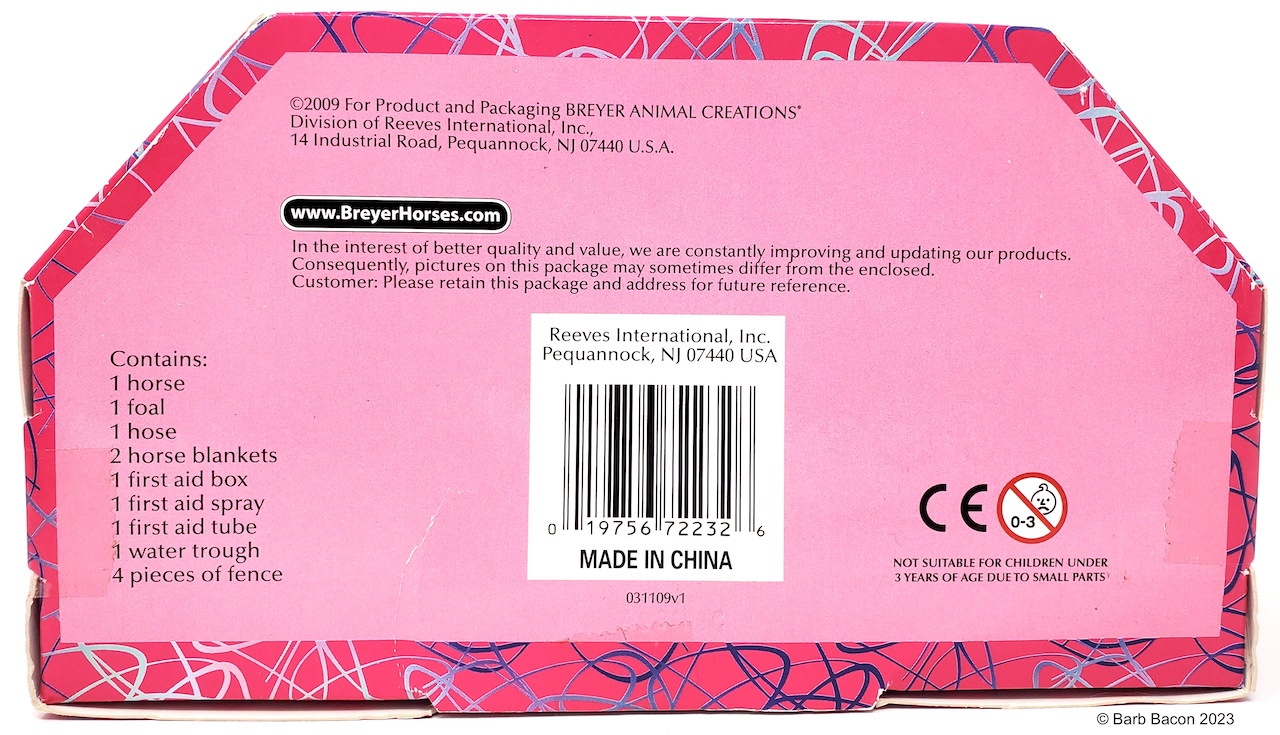 ©2009 For Product and Packaging BREYER ANIMAL CREATIONS®
Division of Reeves International, Inc.,
14 Industrial Road, Pequannock, NJ 07440 U.S.A.
www.BreyerHorses.com
In the interest of better quality and value, we are constantly improving and updating our products.
Consequently, pictures on this package may sometimes differ from the enclosed.
Customer: Please retain this package and address for future reference.
Contains:
1 horse
1 foal
1 hose
2 horse blankets
1 first aid box
1 first aid spray
1 first aid tube
1 water trough
4 pieces of fence
Reeves International, Inc.
Pequannock, NJ 07440 USA
0 19756 72232 6
MADE IN CHINA
031109v1
CE
0-3
NOT SUITABLE FOR CHILDREN UNDER
3 YEARS OF AGE DUE TO SMALL PARTS
© Barb Bacon 2023